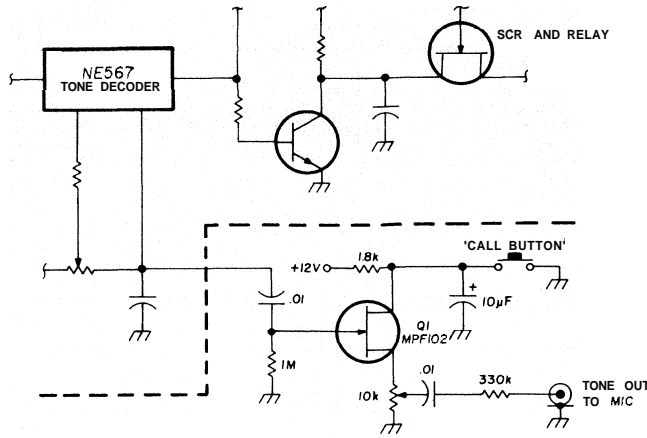 SCR AND RELAY
NE567
TONE DECODER
'CALL BUTTON'
+12V
1.8k
+
10µF
.01
Q1
MPF102
1M
10k
.01
330k
TONE OUT
TO MIC